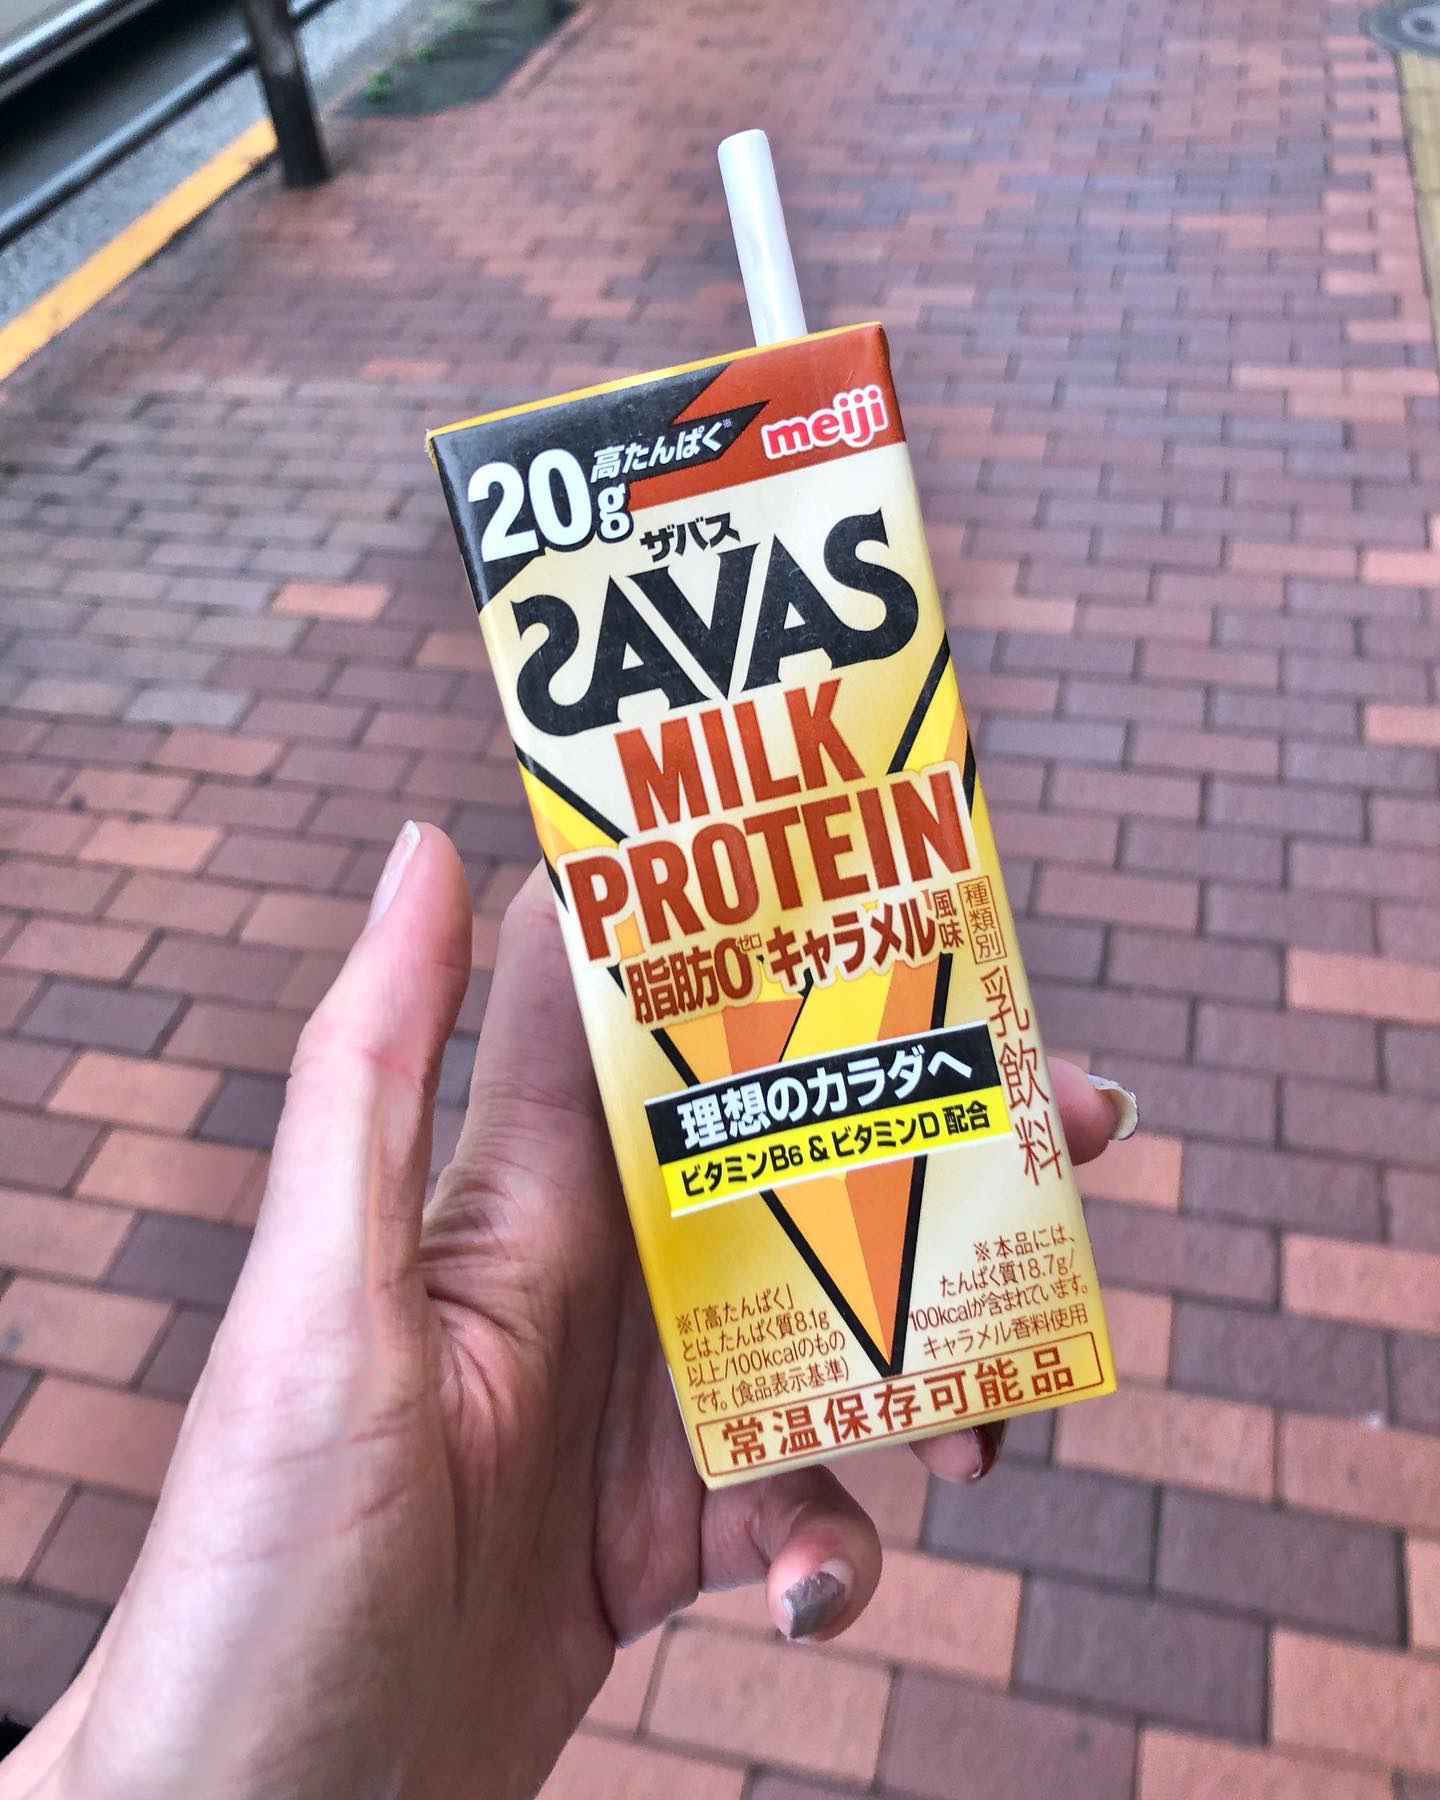 20g 高たんぱく※
meiji
ザバス
SAVAS
MILK
PROTEIN
脂肪0 ゼロ キャラメル風味
種類別
乳飲料
理想のカラダへ
ビタミンB6 & ビタミンD 配合
※「高たんぱく」
とは、たんぱく質8.1g
以上/100kcalのもの
です。(食品表示基準)
※本品には、
たんぱく質18.7g/
100kcalが含まれています。
キャラメル香料使用
常温保存可能品